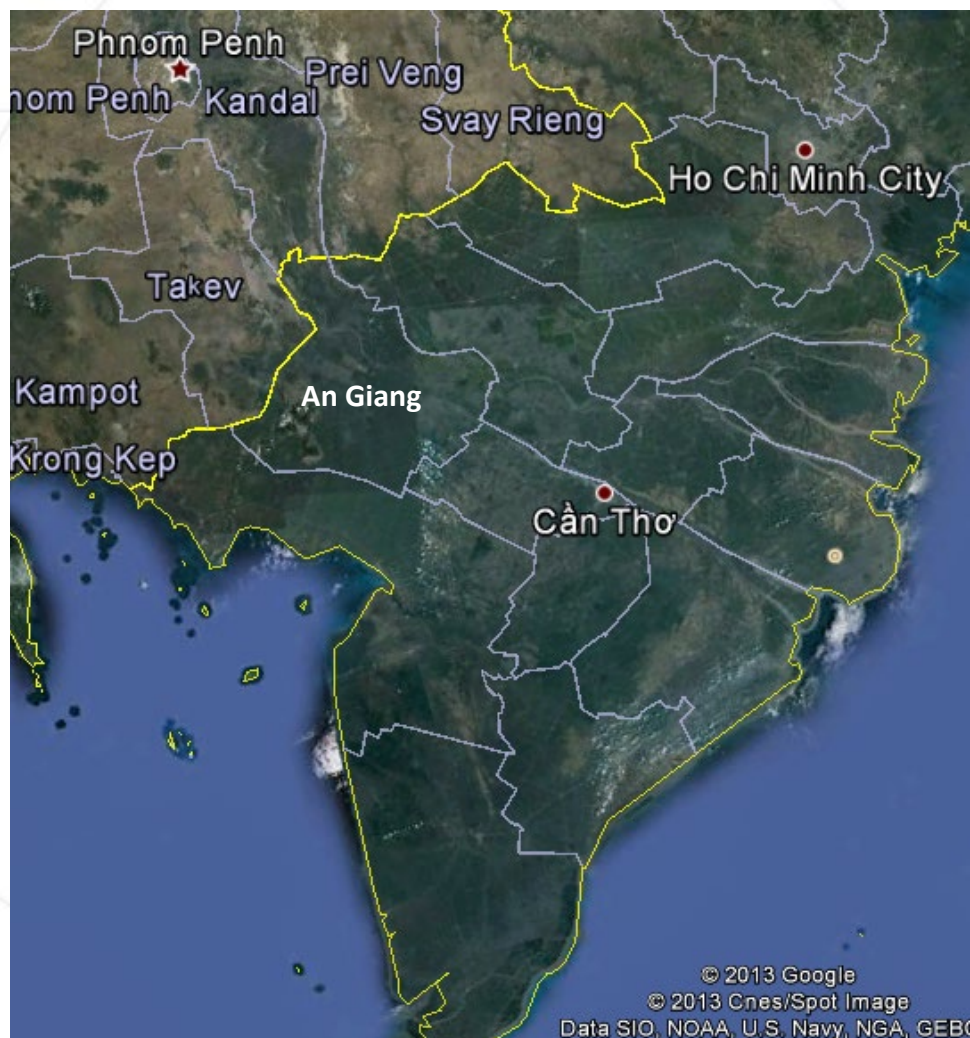 Phnom Penh
Prei Veng
nom Penh
Kandal
Svay Rieng
Ho Chi Minh City
Takev
Kampot
An Giang
Krong Kep
Cần Thơ
© 2013 Google
© 2013 Cnes/Spot Image
Data SIO, NOAA, U.S. Navy, NGA, GEBC